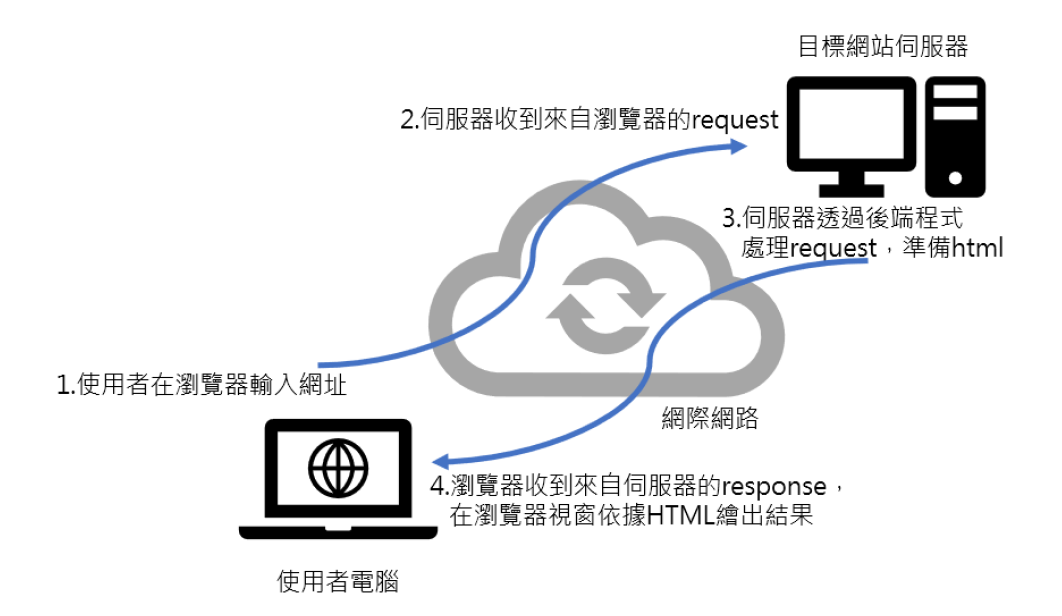 目標網站伺服器
2.伺服器收到來自瀏覽器的request
3.伺服器透過後端程式
處理request，準備html
1.使用者在瀏覽器輸入網址
網際網路
4.瀏覽器收到來自伺服器的response，
在瀏覽器視窗依據HTML繪出結果
使用者電腦